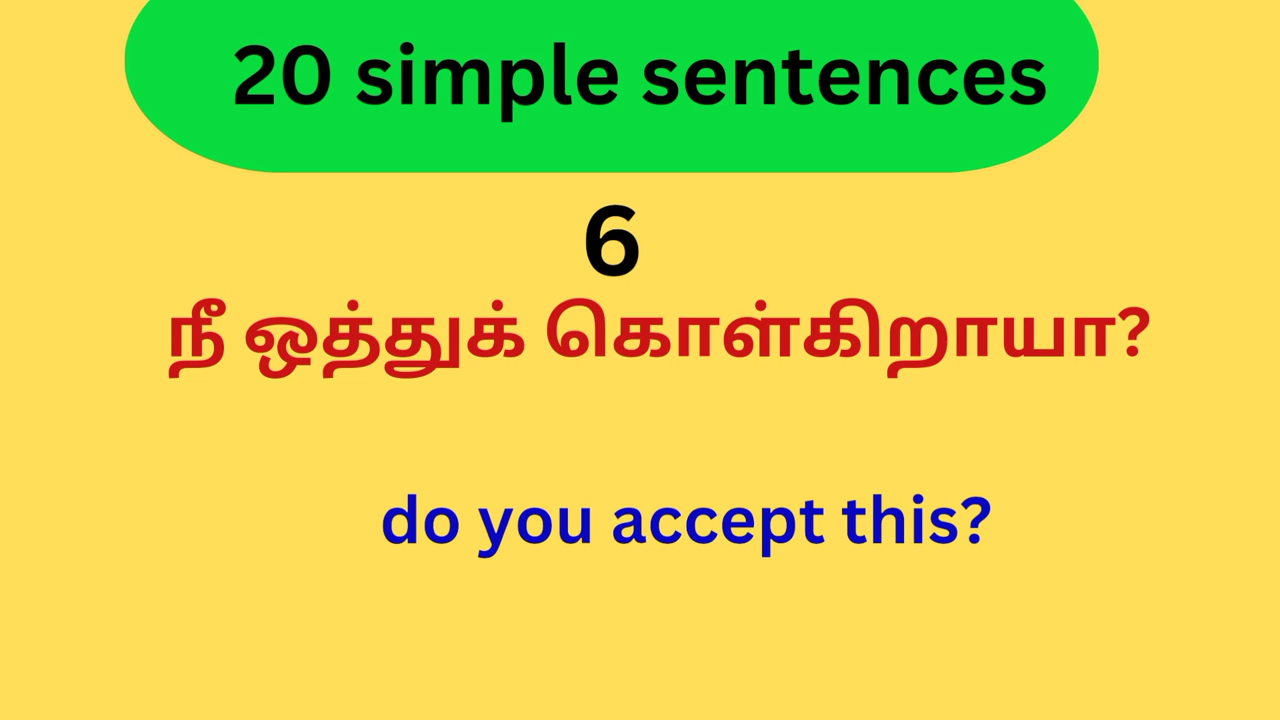 20 simple sentences
6
நீ ஒத்துக் கொள்கிறாயா?
do you accept this?